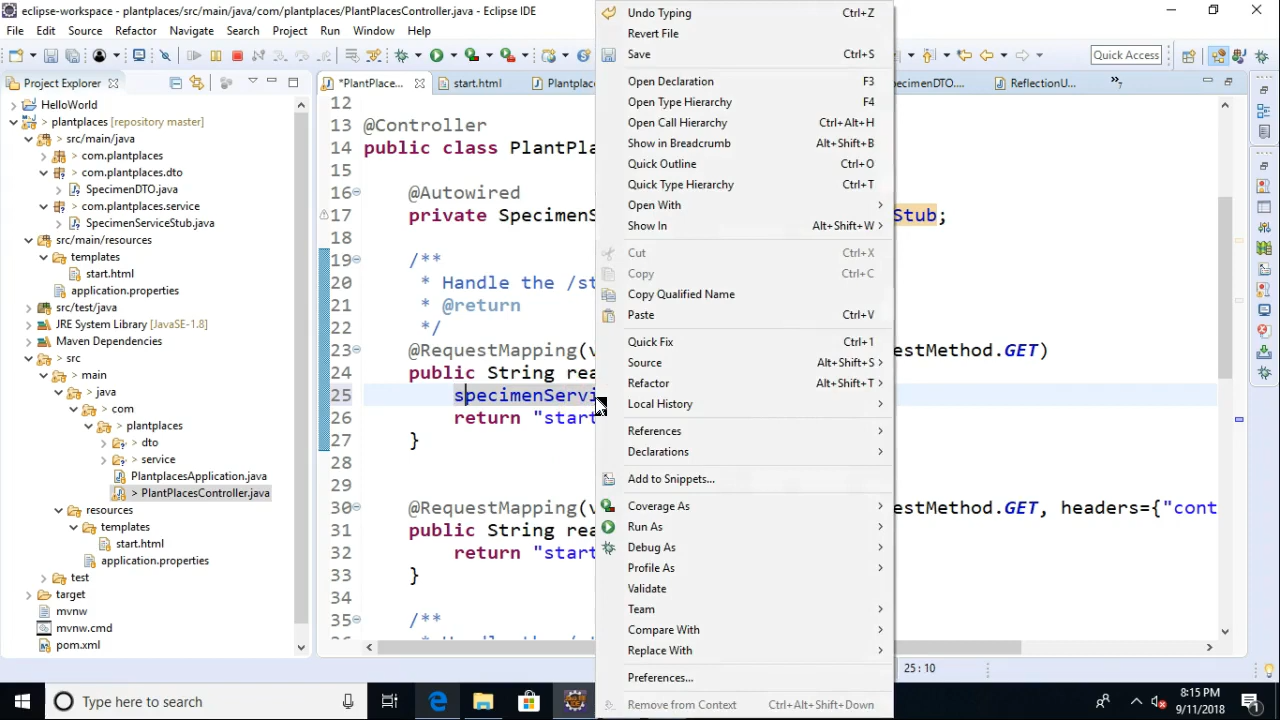 eclipse-workspace - plantplaces/src/main/java/com/plantplaces/PlantPlacesController.java - Eclipse IDE
File Edit Source Refactor Navigate Search Project Run Window
Quick Access
Project Explorer
*PlantPlace...
start.html
Plantplace
pecimenDTO....
ReflectionU...
»7
HelloWorld
plantplaces [repository master]
> src/main/java
> com.plantplaces
> com.plantplaces.dto
SpecimenDTO.java
> com.plantplaces.service
SpecimenServiceStub.java
> src/main/resources
templates
start.html
application.properties
src/test/java
JRE System Library [JavaSE-1.8]
Maven Dependencies
> src
> main
> java
> com
> plantplaces
> dto
> service
PlantplacesApplication.java
> PlantPlacesController.java
> resources
> templates
start.html
application.properties
test
target
mvnw
mvnw.cmd
pom.xml
12
13 @Controller
14 public class PlantPla
15
16 @Autowired
17 private SpecimenS Stub;
18
19 /**
20 * Handle the /st
21 * @return
22 */
23 @RequestMapping(v estMethod.GET)
24 public String rea
25 specimenServi
26 return "start
27 }
28
29
30 @RequestMapping(v estMethod.GET, headers={"cont
31 public String rea
32 return "start
33 }
34
35 /**
Undo Typing Ctrl+Z
Revert File
Save Ctrl+S
Open Declaration F3
Open Type Hierarchy F4
Open Call Hierarchy Ctrl+Alt+H
Show in Breadcrumb Alt+Shift+B
Quick Outline Ctrl+O
Quick Type Hierarchy Ctrl+T
Open With
Show In Alt+Shift+W
Cut Ctrl+X
Copy Ctrl+C
Copy Qualified Name
Paste Ctrl+V
Quick Fix Ctrl+1
Source Alt+Shift+S
Refactor Alt+Shift+T
Local History
References
Declarations
Add to Snippets...
Coverage As
Run As
Debug As
Profile As
Validate
Team
Compare With
Replace With
Preferences...
Remove from Context Ctrl+Alt+Shift+Down
25 : 10
Type here to search
8:15 PM
9/11/2018
1